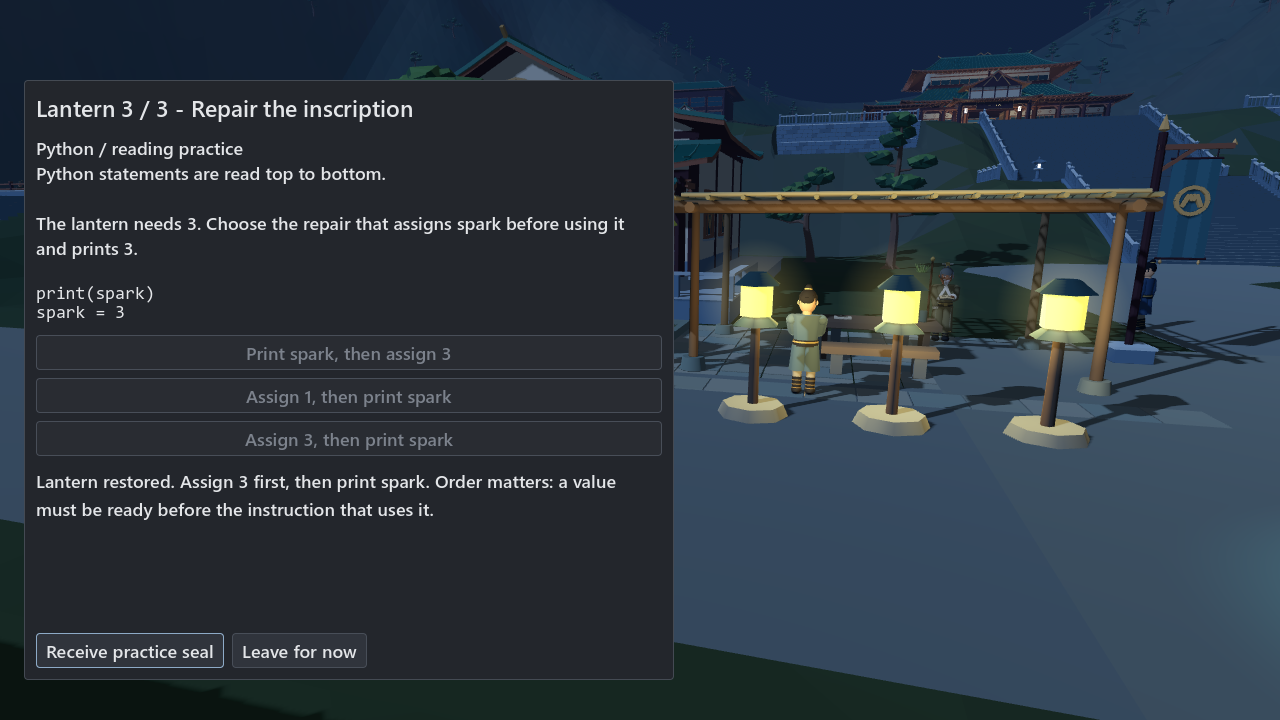 Lantern 3 / 3 - Repair the inscription
Python / reading practice
Python statements are read top to bottom.
The lantern needs 3. Choose the repair that assigns spark before using it
and prints 3.
print(spark)
spark = 3
Print spark, then assign 3
Assign 1, then print spark
Assign 3, then print spark
Lantern restored. Assign 3 first, then print spark. Order matters: a value
must be ready before the instruction that uses it.
Receive practice seal
Leave for now